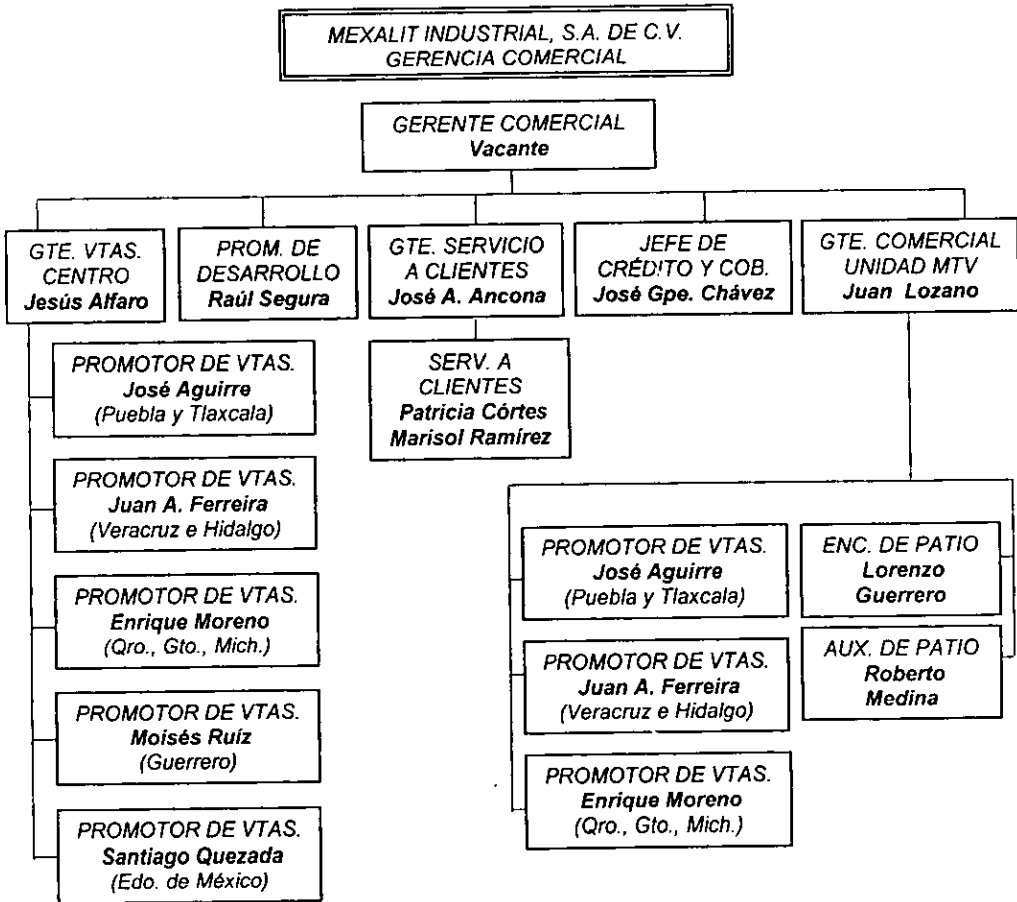 MEXALIT INDUSTRIAL, S.A. DE C.V.
GERENCIA COMERCIAL
GERENTE COMERCIAL
Vacante
GTE. VTAS.
CENTRO
Jesús Alfaro
PROM. DE
DESARROLLO
Raúl Segura
GTE. SERVICIO
A CLIENTES
José A. Ancona
JEFE DE
CRÉDITO Y COB.
José Gpe. Chávez
GTE. COMERCIAL
UNIDAD MTV
Juan Lozano
PROMOTOR DE VTAS.
José Aguirre
(Puebla y Tlaxcala)
PROMOTOR DE VTAS.
Juan A. Ferreira
(Veracruz e Hidalgo)
PROMOTOR DE VTAS.
Enrique Moreno
(Qro., Gto., Mich.)
PROMOTOR DE VTAS.
Moisés Ruíz
(Guerrero)
PROMOTOR DE VTAS.
Santiago Quezada
(Edo. de México)
SERV. A
CLIENTES
Patricia Córtes
Marisol Ramírez
PROMOTOR DE VTAS.
José Aguirre
(Puebla y Tlaxcala)
PROMOTOR DE VTAS.
Juan A. Ferreira
(Veracruz e Hidalgo)
PROMOTOR DE VTAS.
Enrique Moreno
(Qro., Gto., Mich.)
ENC. DE PATIO
Lorenzo
Guerrero
AUX. DE PATIO
Roberto
Medina